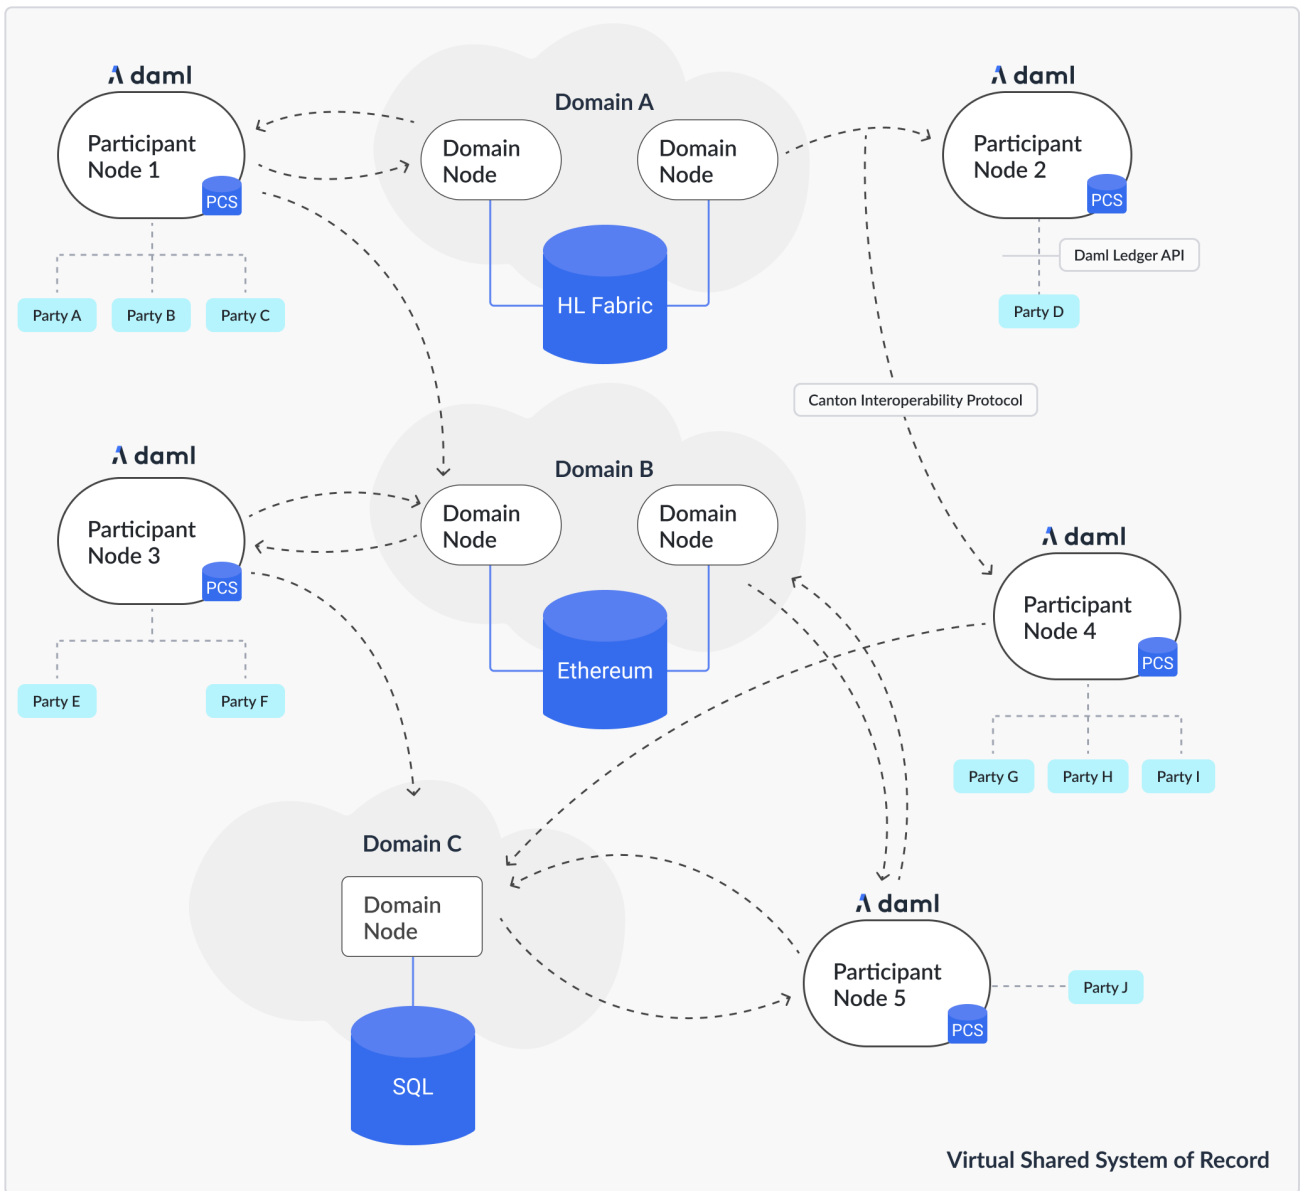 daml
Participant
Node 1
PCS
Party A
Party B
Party C
Domain A
Domain
Node
Domain
Node
HL Fabric
daml
Participant
Node 2
PCS
Daml Ledger API
Party D
Canton Interoperability Protocol
daml
Participant
Node 3
PCS
Party E
Party F
Domain B
Domain
Node
Domain
Node
Ethereum
daml
Participant
Node 4
PCS
Party G
Party H
Party I
Domain C
Domain
Node
SQL
daml
Participant
Node 5
PCS
Party J
Virtual Shared System of Record